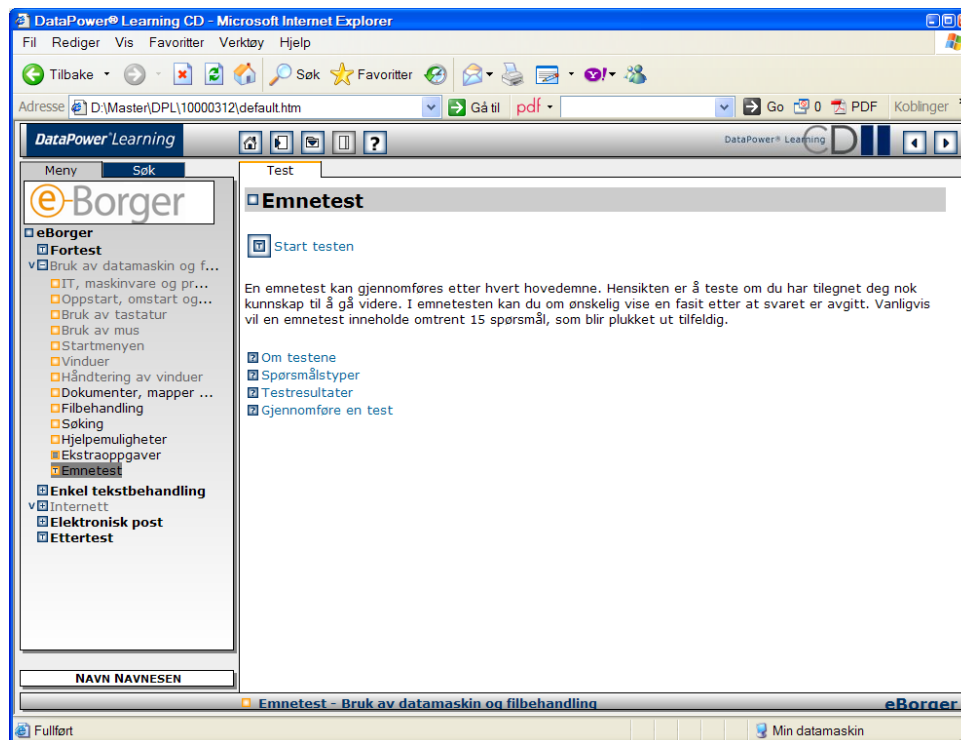 DataPower® Learning CD - Microsoft Internet Explorer
Fil Rediger Vis Favoritter Verktøy Hjelp
Tilbake Søk Favoritter
Adresse D:\Master\DPL\10000312\default.htm Gå til pdf Go 0 PDF Koblinger
DataPower®Learning ? DataPower® Learning CD
Meny Søk Test
e-Borger
Emnetest
eBorger
Fortest
Start testen
Bruk av datamaskin og f...
IT, maskinvare og pr...
Oppstart, omstart og...
Bruk av tastatur
Bruk av mus
Startmenyen
Vinduer
Håndtering av vinduer
Dokumenter, mapper ...
Filbehandling
Søking
Hjelpemuligheter
Ekstraoppgaver
Emnetest
Enkel tekstbehandling
Internett
Elektronisk post
Ettertest
En emnetest kan gjennomføres etter hvert hovedemne. Hensikten er å teste om du har tilegnet deg nok
kunnskap til å gå videre. I emnetesten kan du om ønskelig vise en fasit etter at svaret er avgitt. Vanligvis
vil en emnetest inneholde omtrent 15 spørsmål, som blir plukket ut tilfeldig.
Om testene
Spørsmålstyper
Testresultater
Gjennomføre en test
NAVN NAVNESEN
Emnetest - Bruk av datamaskin og filbehandling eBorger
Fullført Min datamaskin